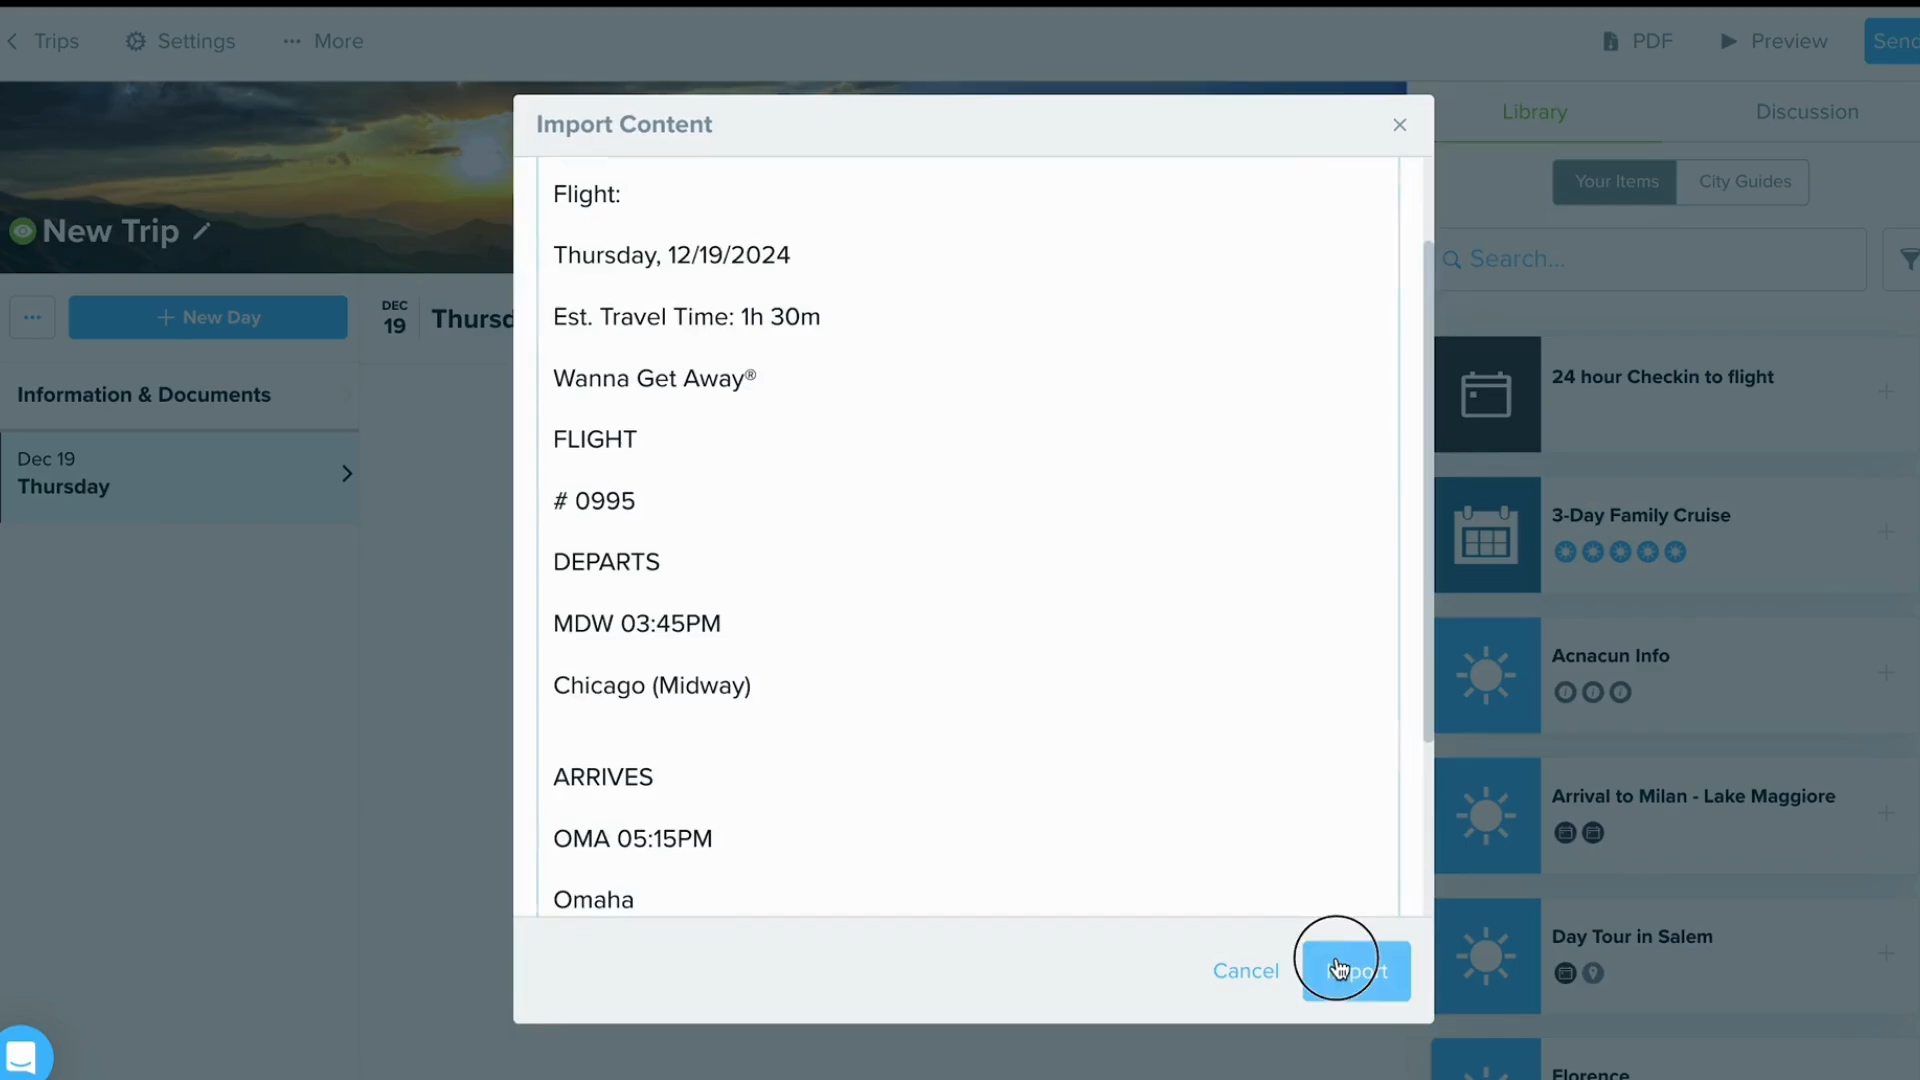 Trips
Settings
More
PDF
Preview
Send
Import Content
Library
Discussion
Your Items
City Guides
New Trip
Search...
Flight:
Thursday, 12/19/2024
Est. Travel Time: 1h 30m
Wanna Get Away®
FLIGHT
# 0995
DEPARTS
MDW 03:45PM
Chicago (Midway)
ARRIVES
OMA 05:15PM
Omaha
Cancel
Import
+ New Day
DEC
19
Thursd
Information & Documents
Dec 19
Thursday
24 hour Checkin to flight
3-Day Family Cruise
Acnacun Info
Arrival to Milan - Lake Maggiore
Day Tour in Salem
Florence